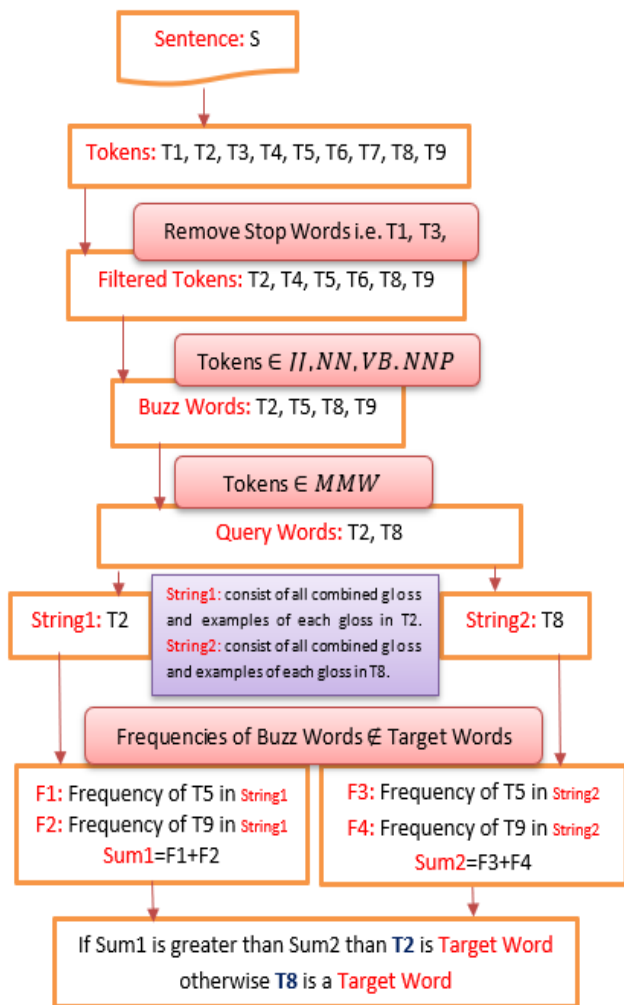 Sentence: S
Tokens: T1, T2, T3, T4, T5, T6, T7, T8, T9
Remove Stop Words i.e. T1, T3,
Filtered Tokens: T2, T4, T5, T6, T8, T9
Tokens ∈ JJ,NN,VB.NNP
Buzz Words: T2, T5, T8, T9
Tokens ∈ MMW
Query Words: T2, T8
String1: T2
String1: consist of all combined gloss
and examples of each gloss in T2.
String2: consist of all combined gloss
and examples of each gloss in T8.
String2: T8
Frequencies of Buzz Words ∉ Target Words
F1: Frequency of T5 in String1
F2: Frequency of T9 in String1
Sum1=F1+F2
F3: Frequency of T5 in String2
F4: Frequency of T9 in String2
Sum2=F3+F4
If Sum1 is greater than Sum2 than T2 is Target Word
otherwise T8 is a Target Word